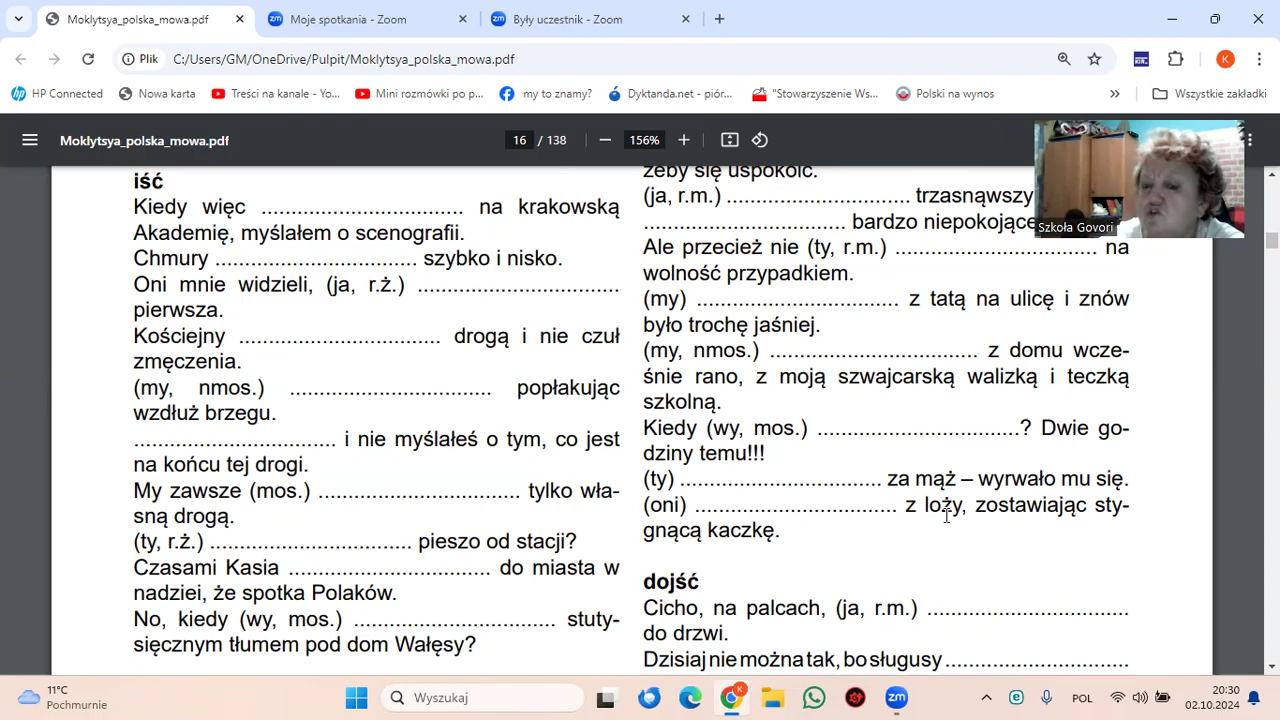 Moklytsya_polska_mowa.pdf
Moje spotkania - Zoom
Były uczestnik - Zoom
Plik
C:/Users/GM/OneDrive/Pulpit/Moklytsya_polska_mowa.pdf
HP Connected
Nowa karta
Treści na kanale - Yo...
Mini rozmówki po p...
my to znamy?
Dyktanda.net - piór...
"Stowarzyszenie Ws...
Polski na wynos
Wszystkie zakładki
Moklytsya_polska_mowa.pdf
16 / 138
156%
Szkoła Govori
iść
Kiedy więc .................................. na krakowską
Akademię, myślałem o scenografii.
Chmury .................................. szybko i nisko.
Oni mnie widzieli, (ja, r.ż.) ..................................
pierwsza.
Kościejny .................................. drogą i nie czuł
zmęczenia.
(my, nmos.) .................................. popłakując
wzdłuż brzegu.
.................................. i nie myślałeś o tym, co jest
na końcu tej drogi.
My zawsze (mos.) .................................. tylko wła-
sną drogą.
(ty, r.ż.) .................................. pieszo od stacji?
Czasami Kasia .................................. do miasta w
nadziei, że spotka Polaków.
No, kiedy (wy, mos.) .................................. stuty-
sięcznym tłumem pod dom Wałęsy?
żeby się uspokoić.
(ja, r.m.) .................................. trzasnąwszy
.................................. bardzo niepokojące
Ale przecież nie (ty, r.m.) .................................. na
wolność przypadkiem.
(my) .................................. z tatą na ulicę i znów
było trochę jaśniej.
(my, nmos.) .................................. z domu wcze-
śnie rano, z moją szwajcarską walizką i teczką
szkolną.
Kiedy (wy, mos.) ..................................? Dwie go-
dziny temu!!!
(ty) .................................. za mąż – wyrwało mu się.
(oni) .................................. z loży, zostawiając sty-
gnącą kaczkę.
dojść
Cicho, na palcach, (ja, r.m.) ..................................
do drzwi.
Dzisiaj nie można tak, bo sługusy ...............................
11°C
Pochmurnie
Wyszukaj
POL
20:30
02.10.2024